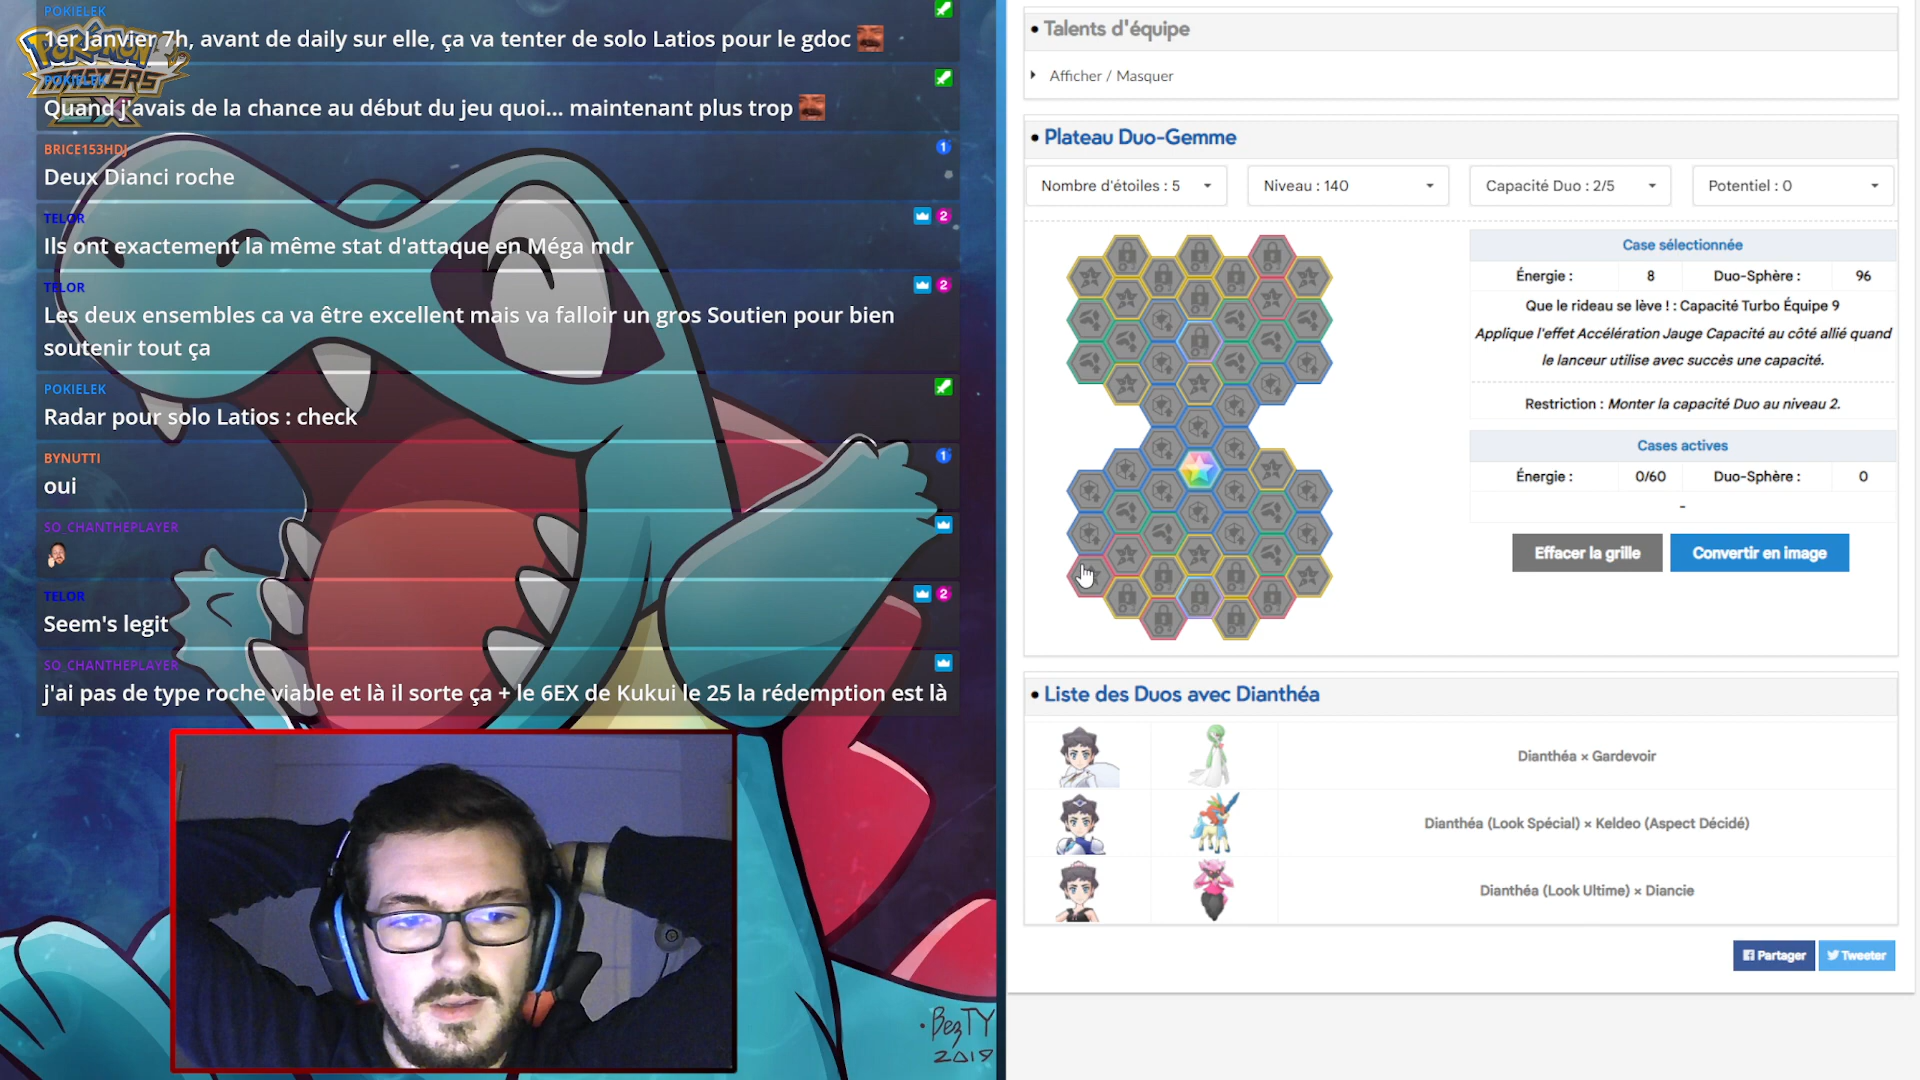 POKIELEK
1er Janvier 7h, avant de daily sur elle, ça va tenter de solo Latios pour le gdoc
POKÉMON MASTERS EX
POKIELEK
Quand j'avais de la chance au début du jeu quoi... maintenant plus trop
BRICE153HDJ
1
Deux Dianci roche
TELOR
2
Ils ont exactement la même stat d'attaque en Méga mdr
TELOR
2
Les deux ensembles ca va être excellent mais va falloir un gros Soutien pour bien
soutenir tout ça
POKIELEK
Radar pour solo Latios : check
BYNUTTI
1
oui
SO_CHANTHEPLAYER
TELOR
2
Seem's legit
SO_CHANTHEPLAYER
j'ai pas de type roche viable et là il sorte ça + le 6EX de Kukui le 25 la rédemption est là
BezTY
2019
• Talents d'équipe
Afficher / Masquer
• Plateau Duo-Gemme
Nombre d'étoiles : 5
Niveau : 140
Capacité Duo : 2/5
Potentiel : 0
Case sélectionnée
Énergie : 8 Duo-Sphère : 96
Que le rideau se lève ! : Capacité Turbo Équipe 9
Applique l'effet Accélération Jauge Capacité au côté allié quand
le lanceur utilise avec succès une capacité.
Restriction : Monter la capacité Duo au niveau 2.
Cases actives
Énergie : 0/60 Duo-Sphère : 0
-
Effacer la grille
Convertir en image
• Liste des Duos avec Dianthéa
Dianthéa × Gardevoir
Dianthéa (Look Spécial) × Keldeo (Aspect Décidé)
Dianthéa (Look Ultime) × Diancie
Partager
Tweeter